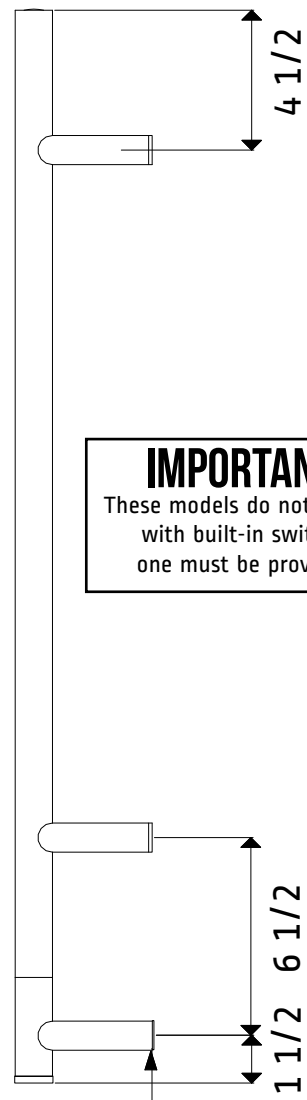 4 1/2
IMPORTAN
These models do not
with built-in swit
one must be prov
6 1/2
1 1/2